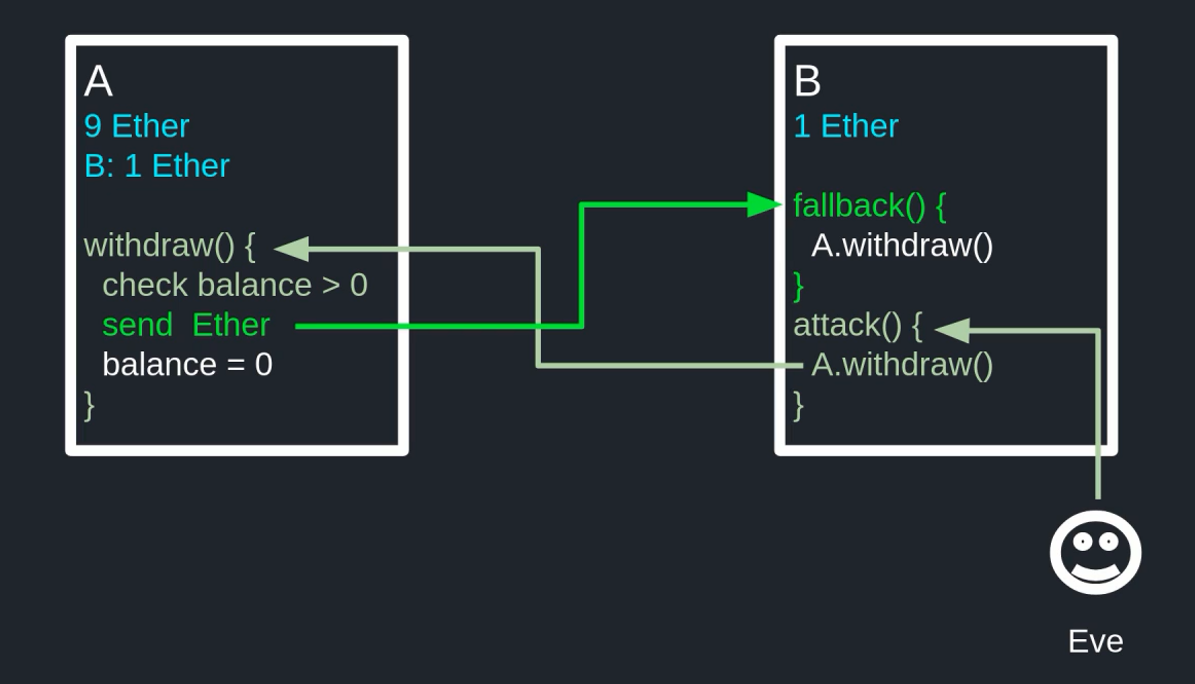 A
9 Ether
B: 1 Ether
withdraw() {
check balance > 0
send  Ether
balance = 0
}
B
1 Ether
fallback() {
A.withdraw()
}
attack() {
A.withdraw()
}
Eve